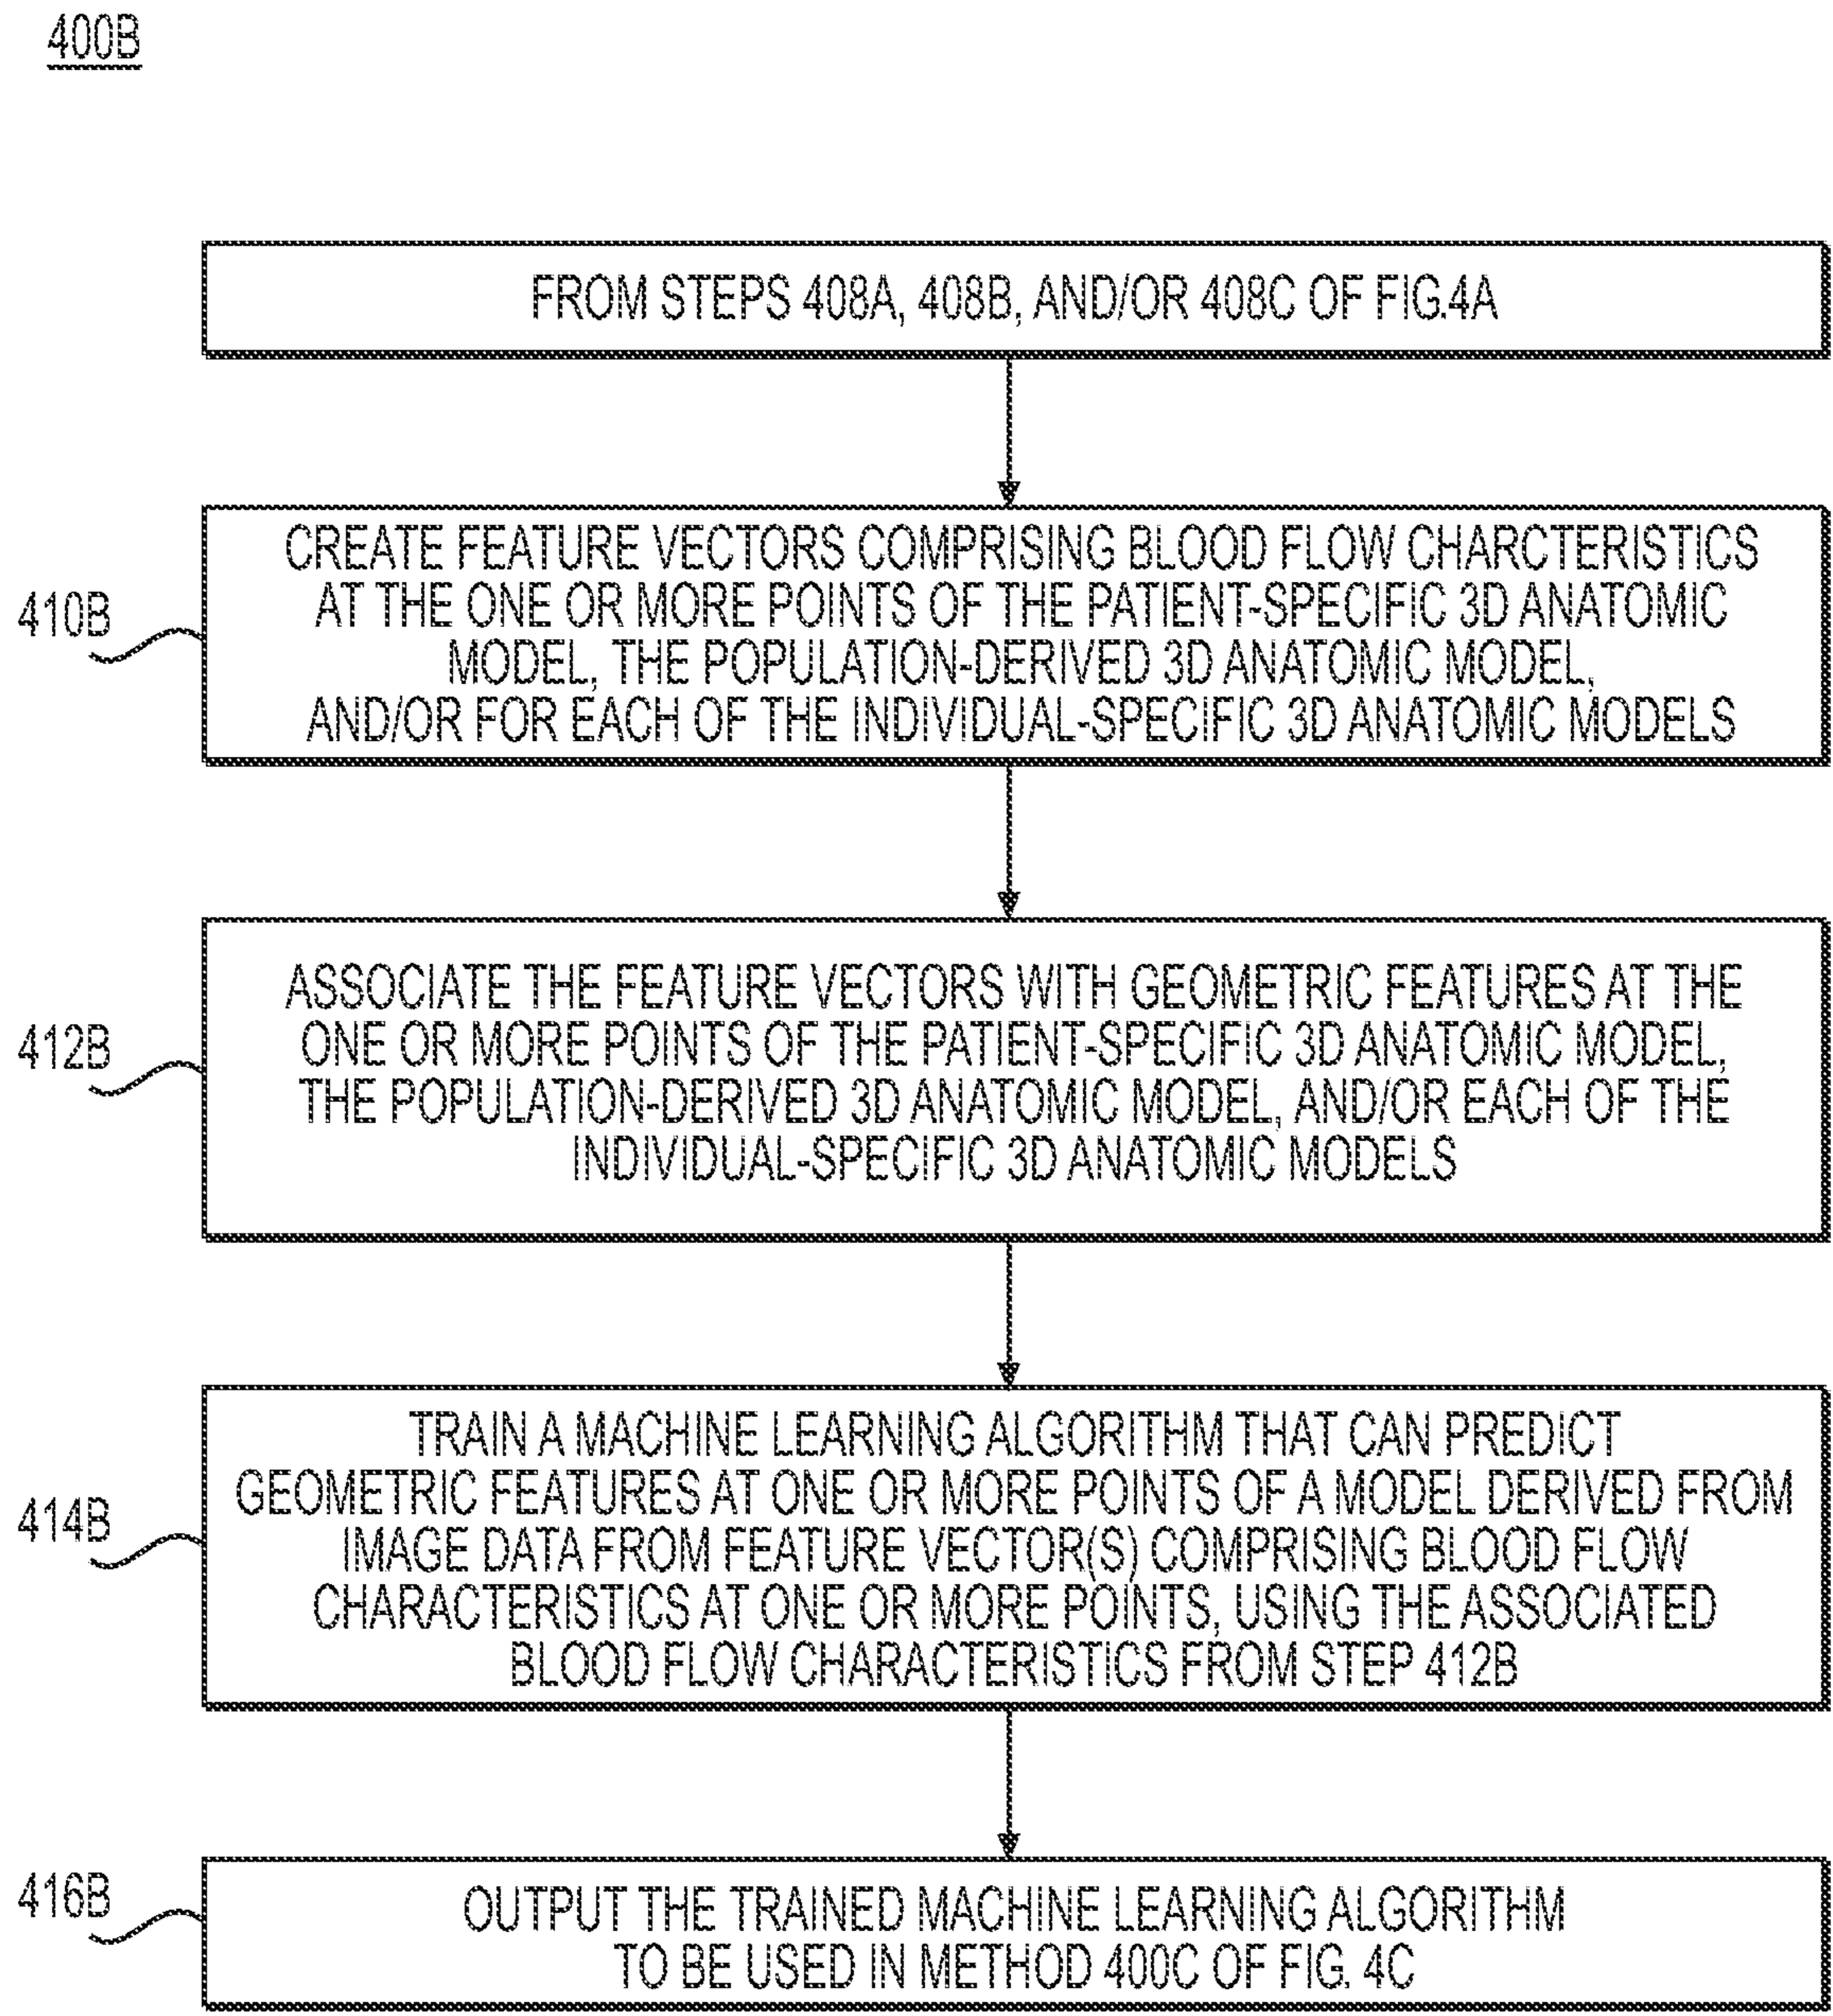 400B
FROM STEPS 408A, 408B, AND/OR 408C OF FIG.4A
410B
CREATE FEATURE VECTORS COMPRISING BLOOD FLOW CHARCTERISTICS
AT THE ONE OR MORE POINTS OF THE PATIENT-SPECIFIC 3D ANATOMIC
MODEL, THE POPULATION-DERIVED 3D ANATOMIC MODEL,
AND/OR FOR EACH OF THE INDIVIDUAL-SPECIFIC 3D ANATOMIC MODELS
412B
ASSOCIATE THE FEATURE VECTORS WITH GEOMETRIC FEATURES AT THE
ONE OR MORE POINTS OF THE PATIENT-SPECIFIC 3D ANATOMIC MODEL,
THE POPULATION-DERIVED 3D ANATOMIC MODEL, AND/OR EACH OF THE
INDIVIDUAL-SPECIFIC 3D ANATOMIC MODELS
414B
TRAIN A MACHINE LEARNING ALGORITHM THAT CAN PREDICT
GEOMETRIC FEATURES AT ONE OR MORE POINTS OF A MODEL DERIVED FROM
IMAGE DATA FROM FEATURE VECTOR(S) COMPRISING BLOOD FLOW
CHARACTERISTICS AT ONE OR MORE POINTS, USING THE ASSOCIATED
BLOOD FLOW CHARACTERISTICS FROM STEP 412B
416B
OUTPUT THE TRAINED MACHINE LEARNING ALGORITHM
TO BE USED IN METHOD 400C OF FIG. 4C